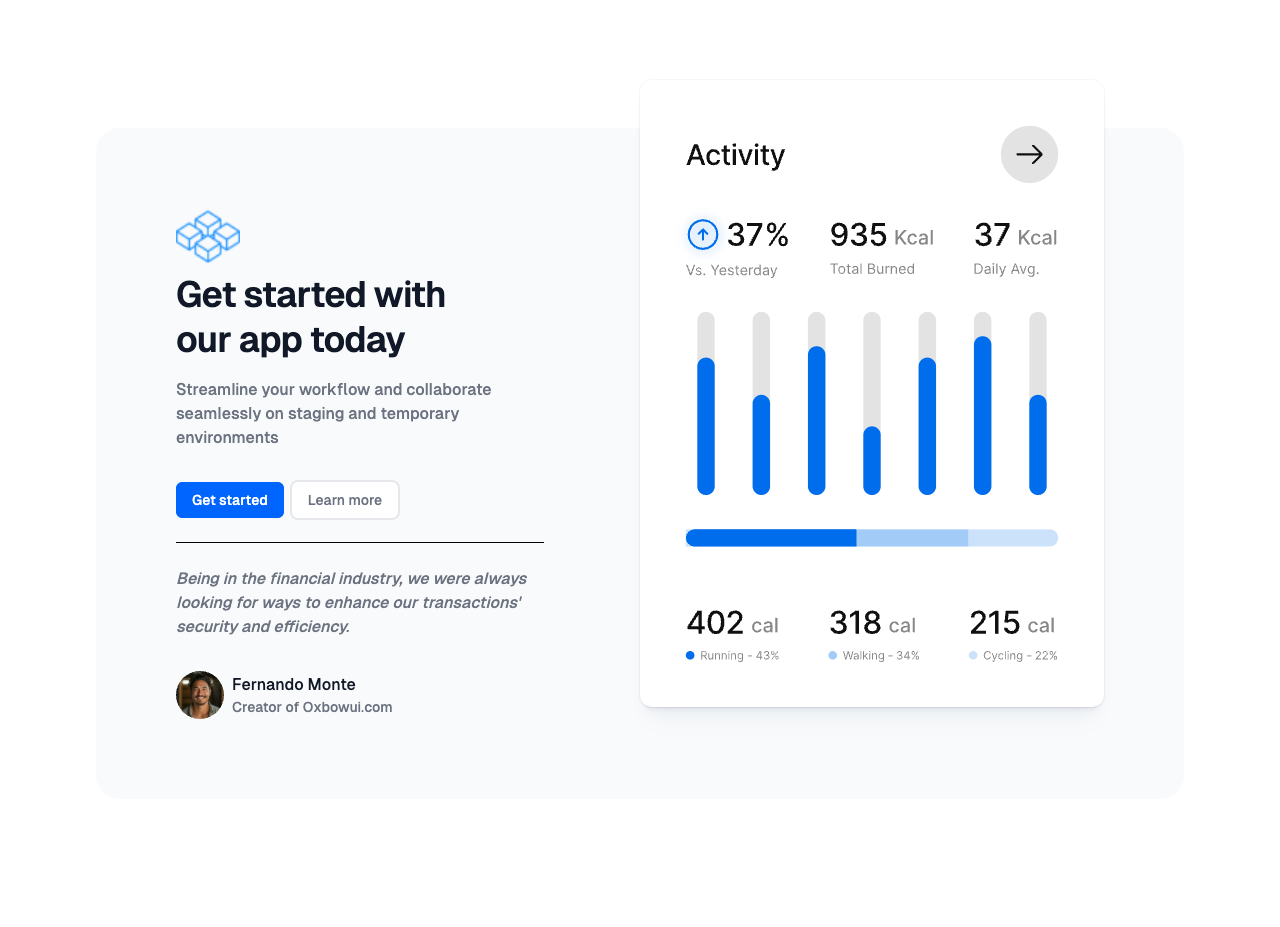 Get started with
our app today
Streamline your workflow and collaborate
seamlessly on staging and temporary
environments
Get started
Learn more
Being in the financial industry, we were always
looking for ways to enhance our transactions'
security and efficiency.
Fernando Monte
Creator of Oxbowui.com
Activity
37%
Vs. Yesterday
935 Kcal
Total Burned
37 Kcal
Daily Avg.
402 cal
Running - 43%
318 cal
Walking - 34%
215 cal
Cycling - 22%